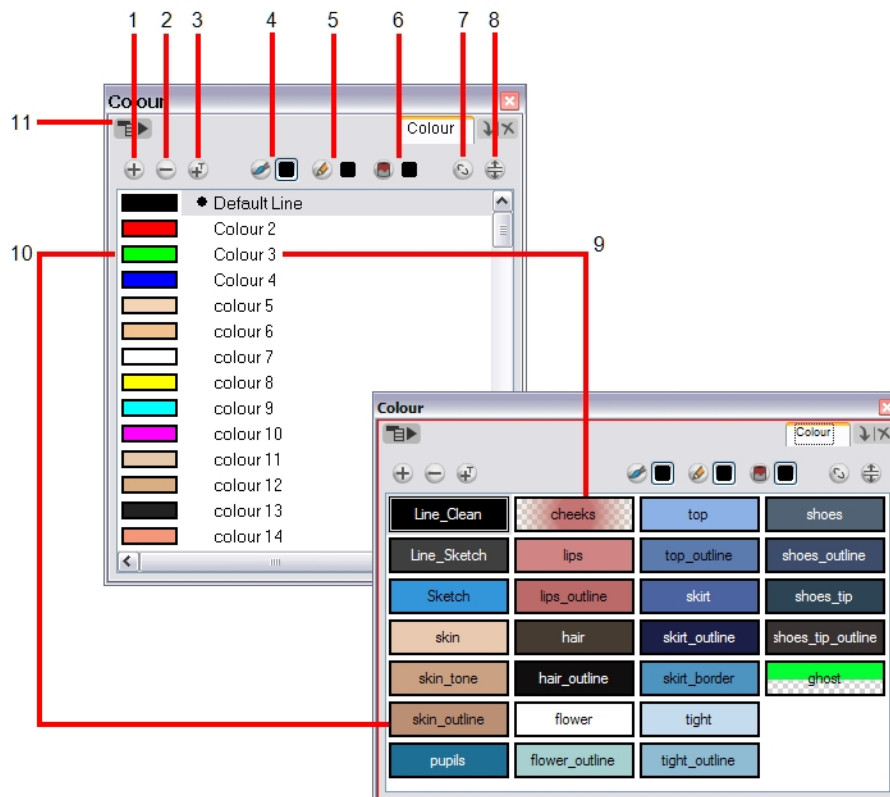 1 2 3 4 5 6 7 8
Colour
11
Colour
T
Default Line
Colour 2
10
Colour 3
9
Colour 4
colour 5
colour 6
colour 7
colour 8
colour 9
colour 10
colour 11
colour 12
colour 13
colour 14
Colour
Colour
T
Line_Clean cheeks top shoes
Line_Sketch lips top_outline shoes_outline
Sketch lips_outline skirt shoes_tip
skin hair skirt_outline shoes_tip_outline
skin_tone hair_outline skirt_border ghost
skin_outline flower tight
pupils flower_outline tight_outline